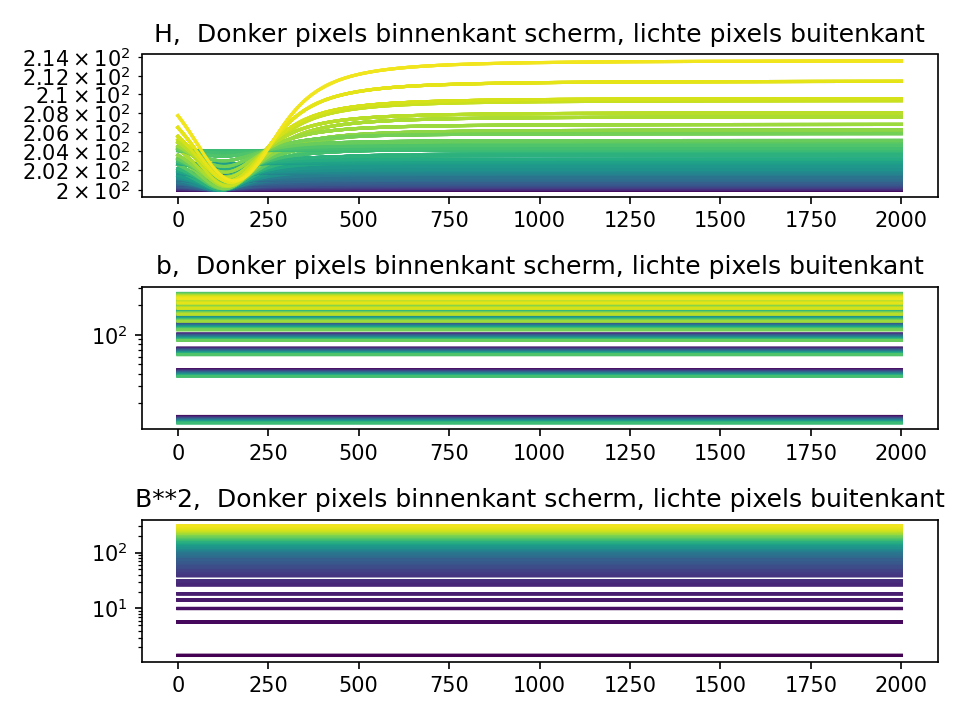 H,  Donker pixels binnenkant scherm, lichte pixels buitenkant
2.14 × 10²
2.12 × 10²
2.1 × 10²
2.08 × 10²
2.06 × 10²
2.04 × 10²
2.02 × 10²
2 × 10²
0 250 500 750 1000 1250 1500 1750 2000
b,  Donker pixels binnenkant scherm, lichte pixels buitenkant
10²
0 250 500 750 1000 1250 1500 1750 2000
B**2,  Donker pixels binnenkant scherm, lichte pixels buitenkant
10²
10¹
0 250 500 750 1000 1250 1500 1750 2000